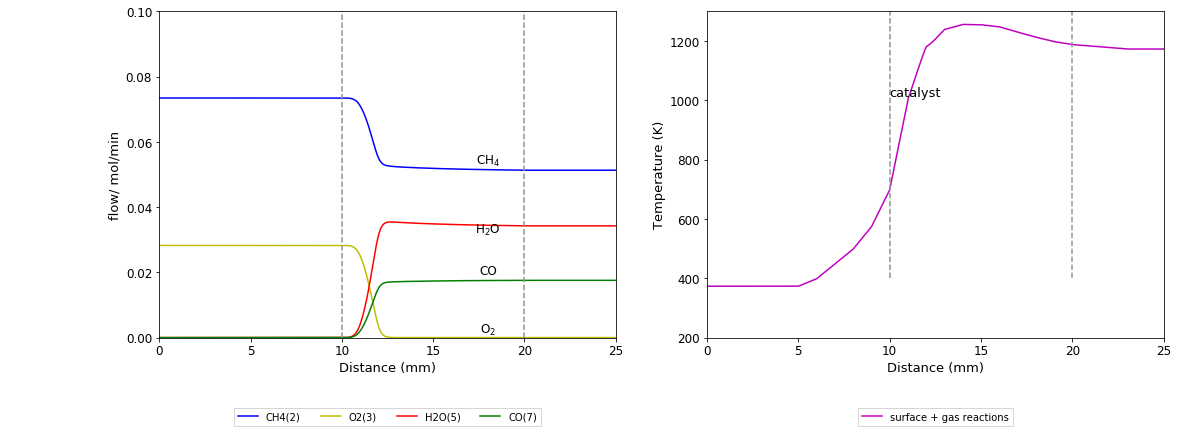 0.10
0.08
0.06
0.04
0.02
0.00
flow/ mol/min
CH₄
H₂O
CO
O₂
0 5 10 15 20 25
Distance (mm)
CH4(2) O2(3) H2O(5) CO(7)
1200
1000
800
600
400
200
Temperature (K)
catalyst
0 5 10 15 20 25
Distance (mm)
surface + gas reactions